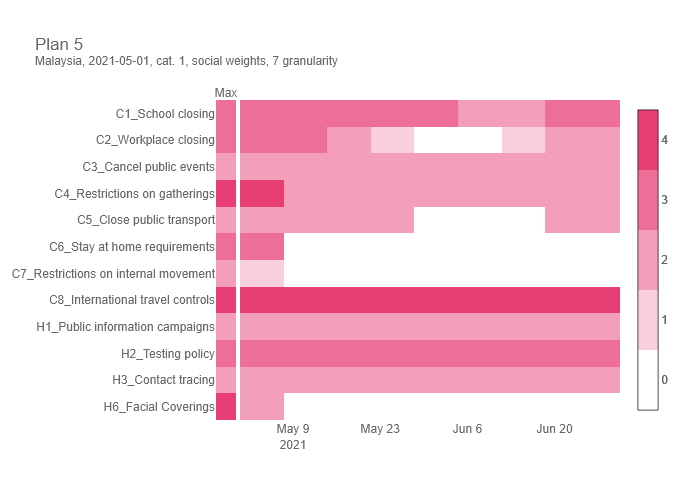 Plan 5
Malaysia, 2021-05-01, cat. 1, social weights, 7 granularity
Max
C1_School closing
C2_Workplace closing
C3_Cancel public events
C4_Restrictions on gatherings
C5_Close public transport
C6_Stay at home requirements
C7_Restrictions on internal movement
C8_International travel controls
H1_Public information campaigns
H2_Testing policy
H3_Contact tracing
H6_Facial Coverings
May 9
2021
May 23
Jun 6
Jun 20
4
3
2
1
0